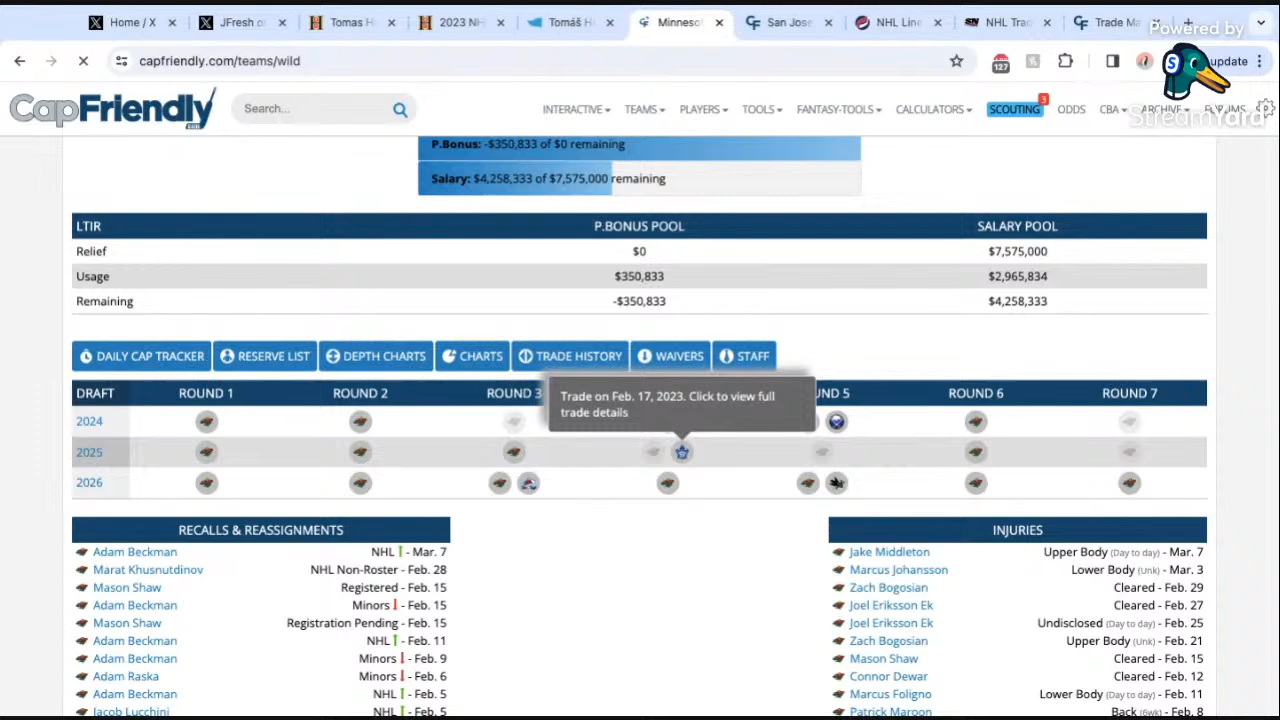 Home / X
JFresh o
Tomas H
2023 NH
Tomáš H
Minnesot
San Jose
NHL Line
NHL Trac
Trade Ma
Powered by
capfriendly.com/teams/wild
127
update
S
StreamYard
CapFriendly
.com
Search...
INTERACTIVE
TEAMS
PLAYERS
TOOLS
FANTASY-TOOLS
CALCULATORS
SCOUTING
3
ODDS
CBA
ARCHIVE
FORUMS
P.Bonus: -$350,833 of $0 remaining
Salary: $4,258,333 of $7,575,000 remaining
LTIR P.BONUS POOL SALARY POOL
Relief $0 $7,575,000
Usage $350,833 $2,965,834
Remaining -$350,833 $4,258,333
DAILY CAP TRACKER RESERVE LIST DEPTH CHARTS CHARTS TRADE HISTORY WAIVERS STAFF
DRAFT ROUND 1 ROUND 2 ROUND 3 UND 5 ROUND 6 ROUND 7
Trade on Feb. 17, 2023. Click to view full
trade details
2024
2025
2026
RECALLS & REASSIGNMENTS
Adam Beckman NHL - Mar. 7
Marat Khusnutdinov NHL Non-Roster - Feb. 28
Mason Shaw Registered - Feb. 15
Adam Beckman Minors - Feb. 15
Mason Shaw Registration Pending - Feb. 15
Adam Beckman NHL - Feb. 11
Adam Beckman Minors - Feb. 9
Adam Raska Minors - Feb. 6
Adam Beckman NHL - Feb. 5
Jacob Lucchini NHL - Feb. 5
INJURIES
Jake Middleton Upper Body (Day to day) - Mar. 7
Marcus Johansson Lower Body (Unk) - Mar. 3
Zach Bogosian Cleared - Feb. 29
Joel Eriksson Ek Cleared - Feb. 27
Joel Eriksson Ek Undisclosed (Day to day) - Feb. 25
Zach Bogosian Upper Body (Unk) - Feb. 21
Mason Shaw Cleared - Feb. 15
Connor Dewar Cleared - Feb. 12
Marcus Foligno Lower Body (Day to day) - Feb. 11
Patrick Maroon Back (6wk) - Feb. 8